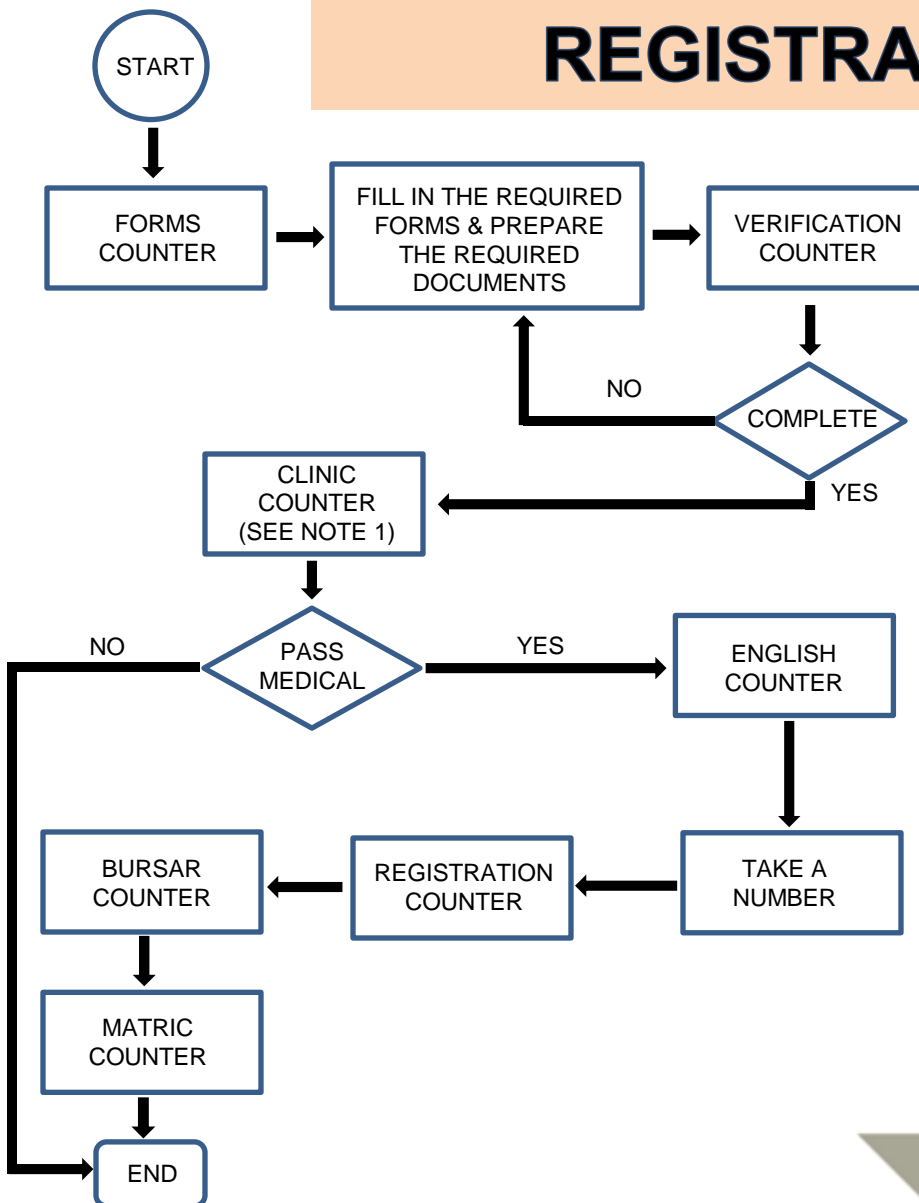 REGISTRA
START
FORMS
COUNTER
FILL IN THE REQUIRED
FORMS & PREPARE
THE REQUIRED
DOCUMENTS
VERIFICATION
COUNTER
NO
COMPLETE
YES
CLINIC
COUNTER
(SEE NOTE 1)
NO
PASS
MEDICAL
YES
ENGLISH
COUNTER
BURSAR
COUNTER
REGISTRATION
COUNTER
TAKE A
NUMBER
MATRIC
COUNTER
END